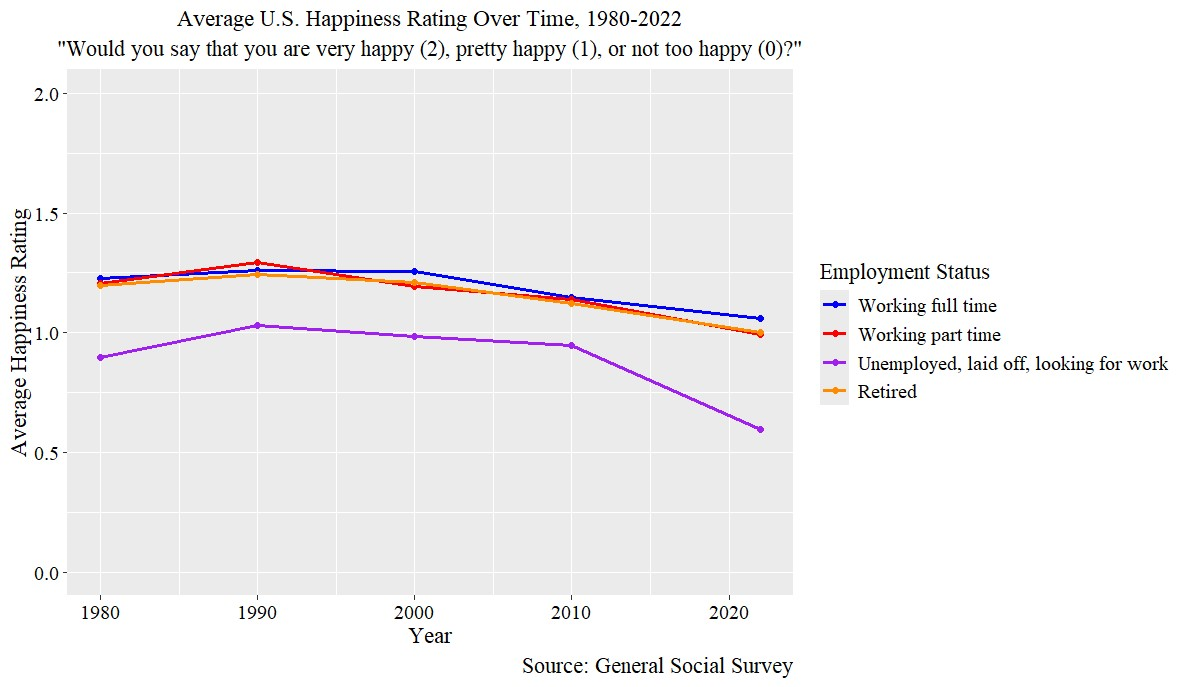 Average U.S. Happiness Rating Over Time, 1980-2022
"Would you say that you are very happy (2), pretty happy (1), or not too happy (0)?"
Average Happiness Rating
2.0
1.5
1.0
0.5
0.0
1980 1990 2000 2010 2020
Year
Employment Status
Working full time
Working part time
Unemployed, laid off, looking for work
Retired
Source: General Social Survey